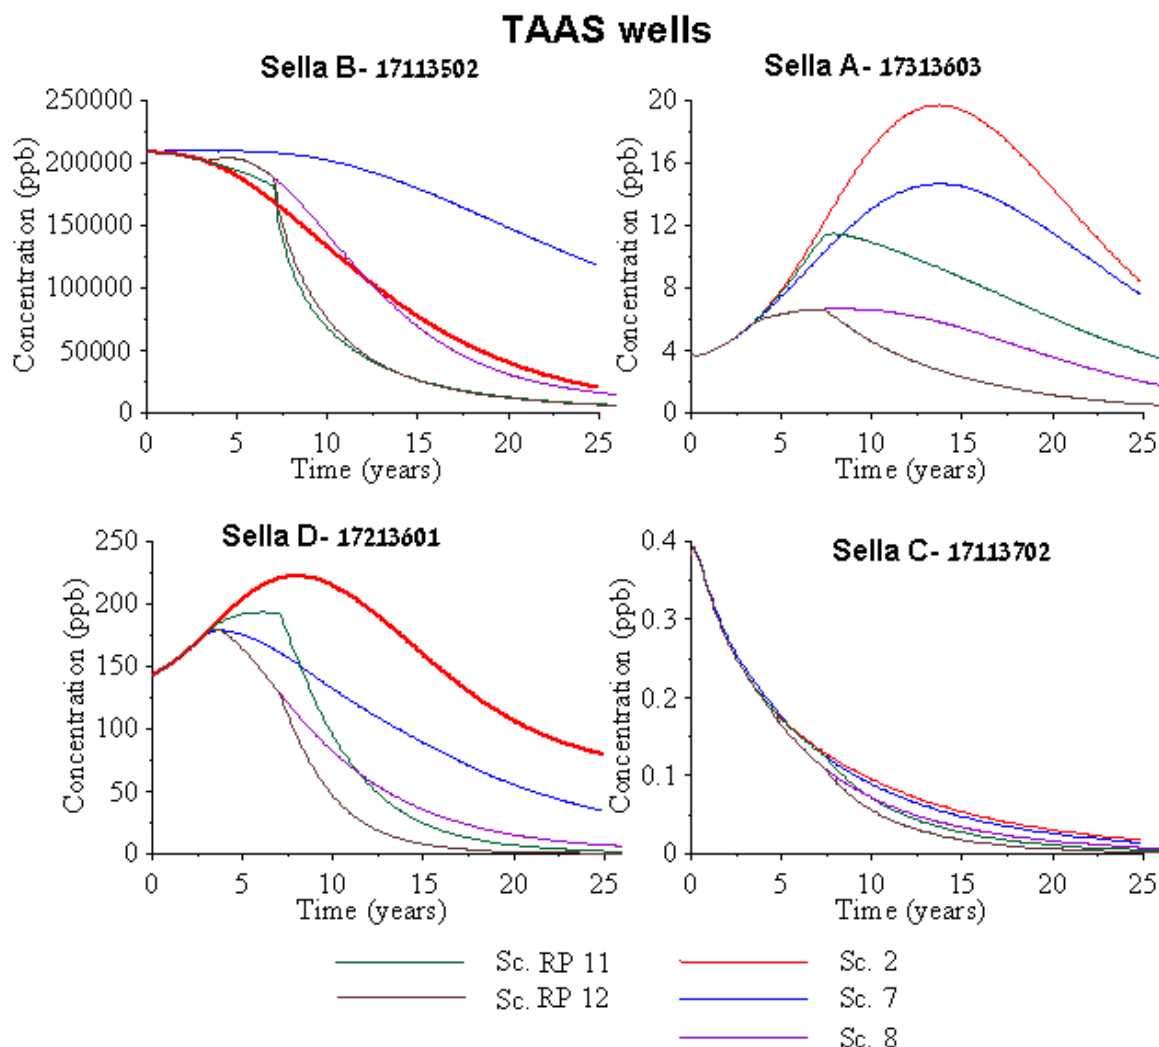 TAAS wells
Sella B- 17113502
250000
200000
150000
100000
50000
0
Concentration (ppb)
0 5 10 15 20 25
Time (years)
Sella A- 17313603
20
16
12
8
4
0
Concentration (ppb)
0 5 10 15 20 25
Time (years)
Sella D- 17213601
250
200
150
100
50
0
Concentration (ppb)
0 5 10 15 20 25
Time (years)
Sella C- 17113702
0.4
0.3
0.2
0.1
0
Concentration (ppb)
0 5 10 15 20 25
Time (years)
Sc. RP 11
Sc. RP 12
Sc. 2
Sc. 7
Sc. 8